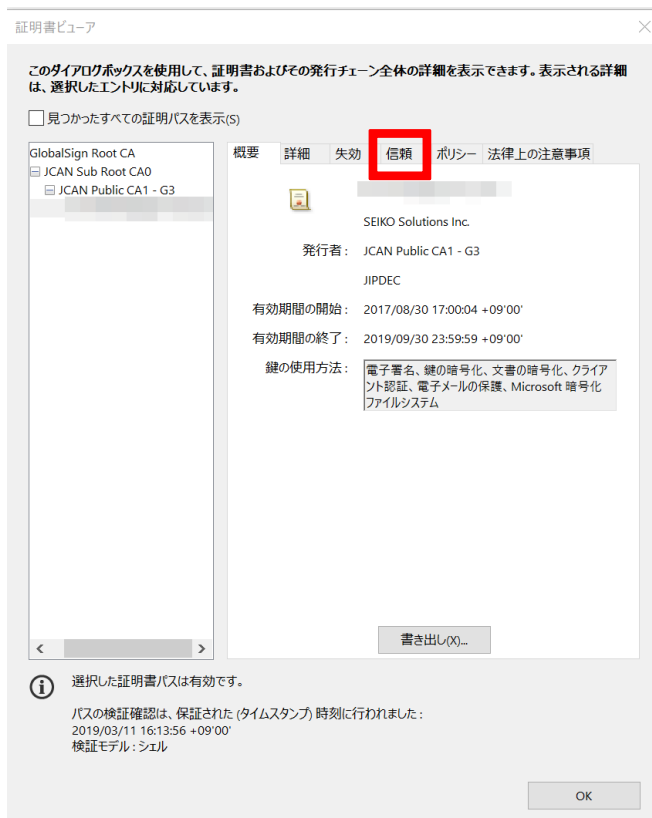 証明書ビューア
このダイアログボックスを使用して、証明書およびその発行チェーン全体の詳細を表示できます。表示される詳細
は、選択したエントリに対応しています。
見つかったすべての証明パスを表示(S)
GlobalSign Root CA
JCAN Sub Root CA0
JCAN Public CA1 - G3
概要 詳細 失効 信頼 ポリシー 法律上の注意事項
SEIKO Solutions Inc.
発行者 : JCAN Public CA1 - G3
JIPDEC
有効期間の開始 : 2017/08/30 17:00:04 +09'00'
有効期間の終了 : 2019/09/30 23:59:59 +09'00'
鍵の使用方法 : 電子署名、鍵の暗号化、文書の暗号化、クライア
ント認証、電子メールの保護、Microsoft 暗号化
ファイルシステム
書き出し(X)...
選択した証明書パスは有効です。
パスの検証確認は、保証された (タイムスタンプ) 時刻に行われました :
2019/03/11 16:13:56 +09'00'
検証モデル : シェル
OK